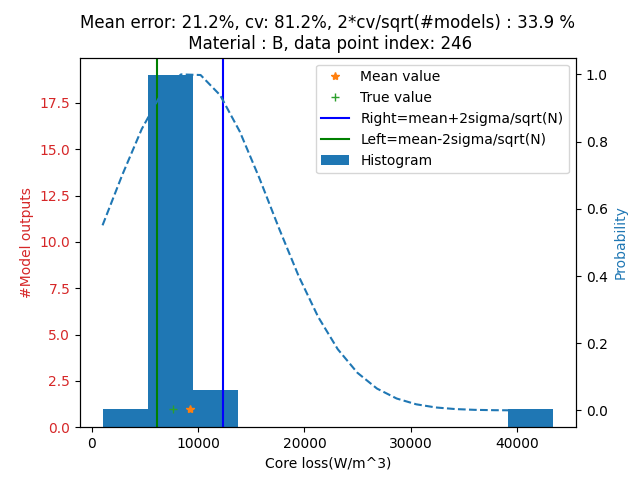 Mean error: 21.2%, cv: 81.2%, 2*cv/sqrt(#models) : 33.9 %
Material : B, data point index: 246
Mean value
True value
Right=mean+2sigma/sqrt(N)
Left=mean-2sigma/sqrt(N)
Histogram
#Model outputs
17.5
15.0
12.5
10.0
7.5
5.0
2.5
0.0
1.0
0.8
0.6
0.4
0.2
0.0
Probability
0 10000 20000 30000 40000
Core loss(W/m^3)